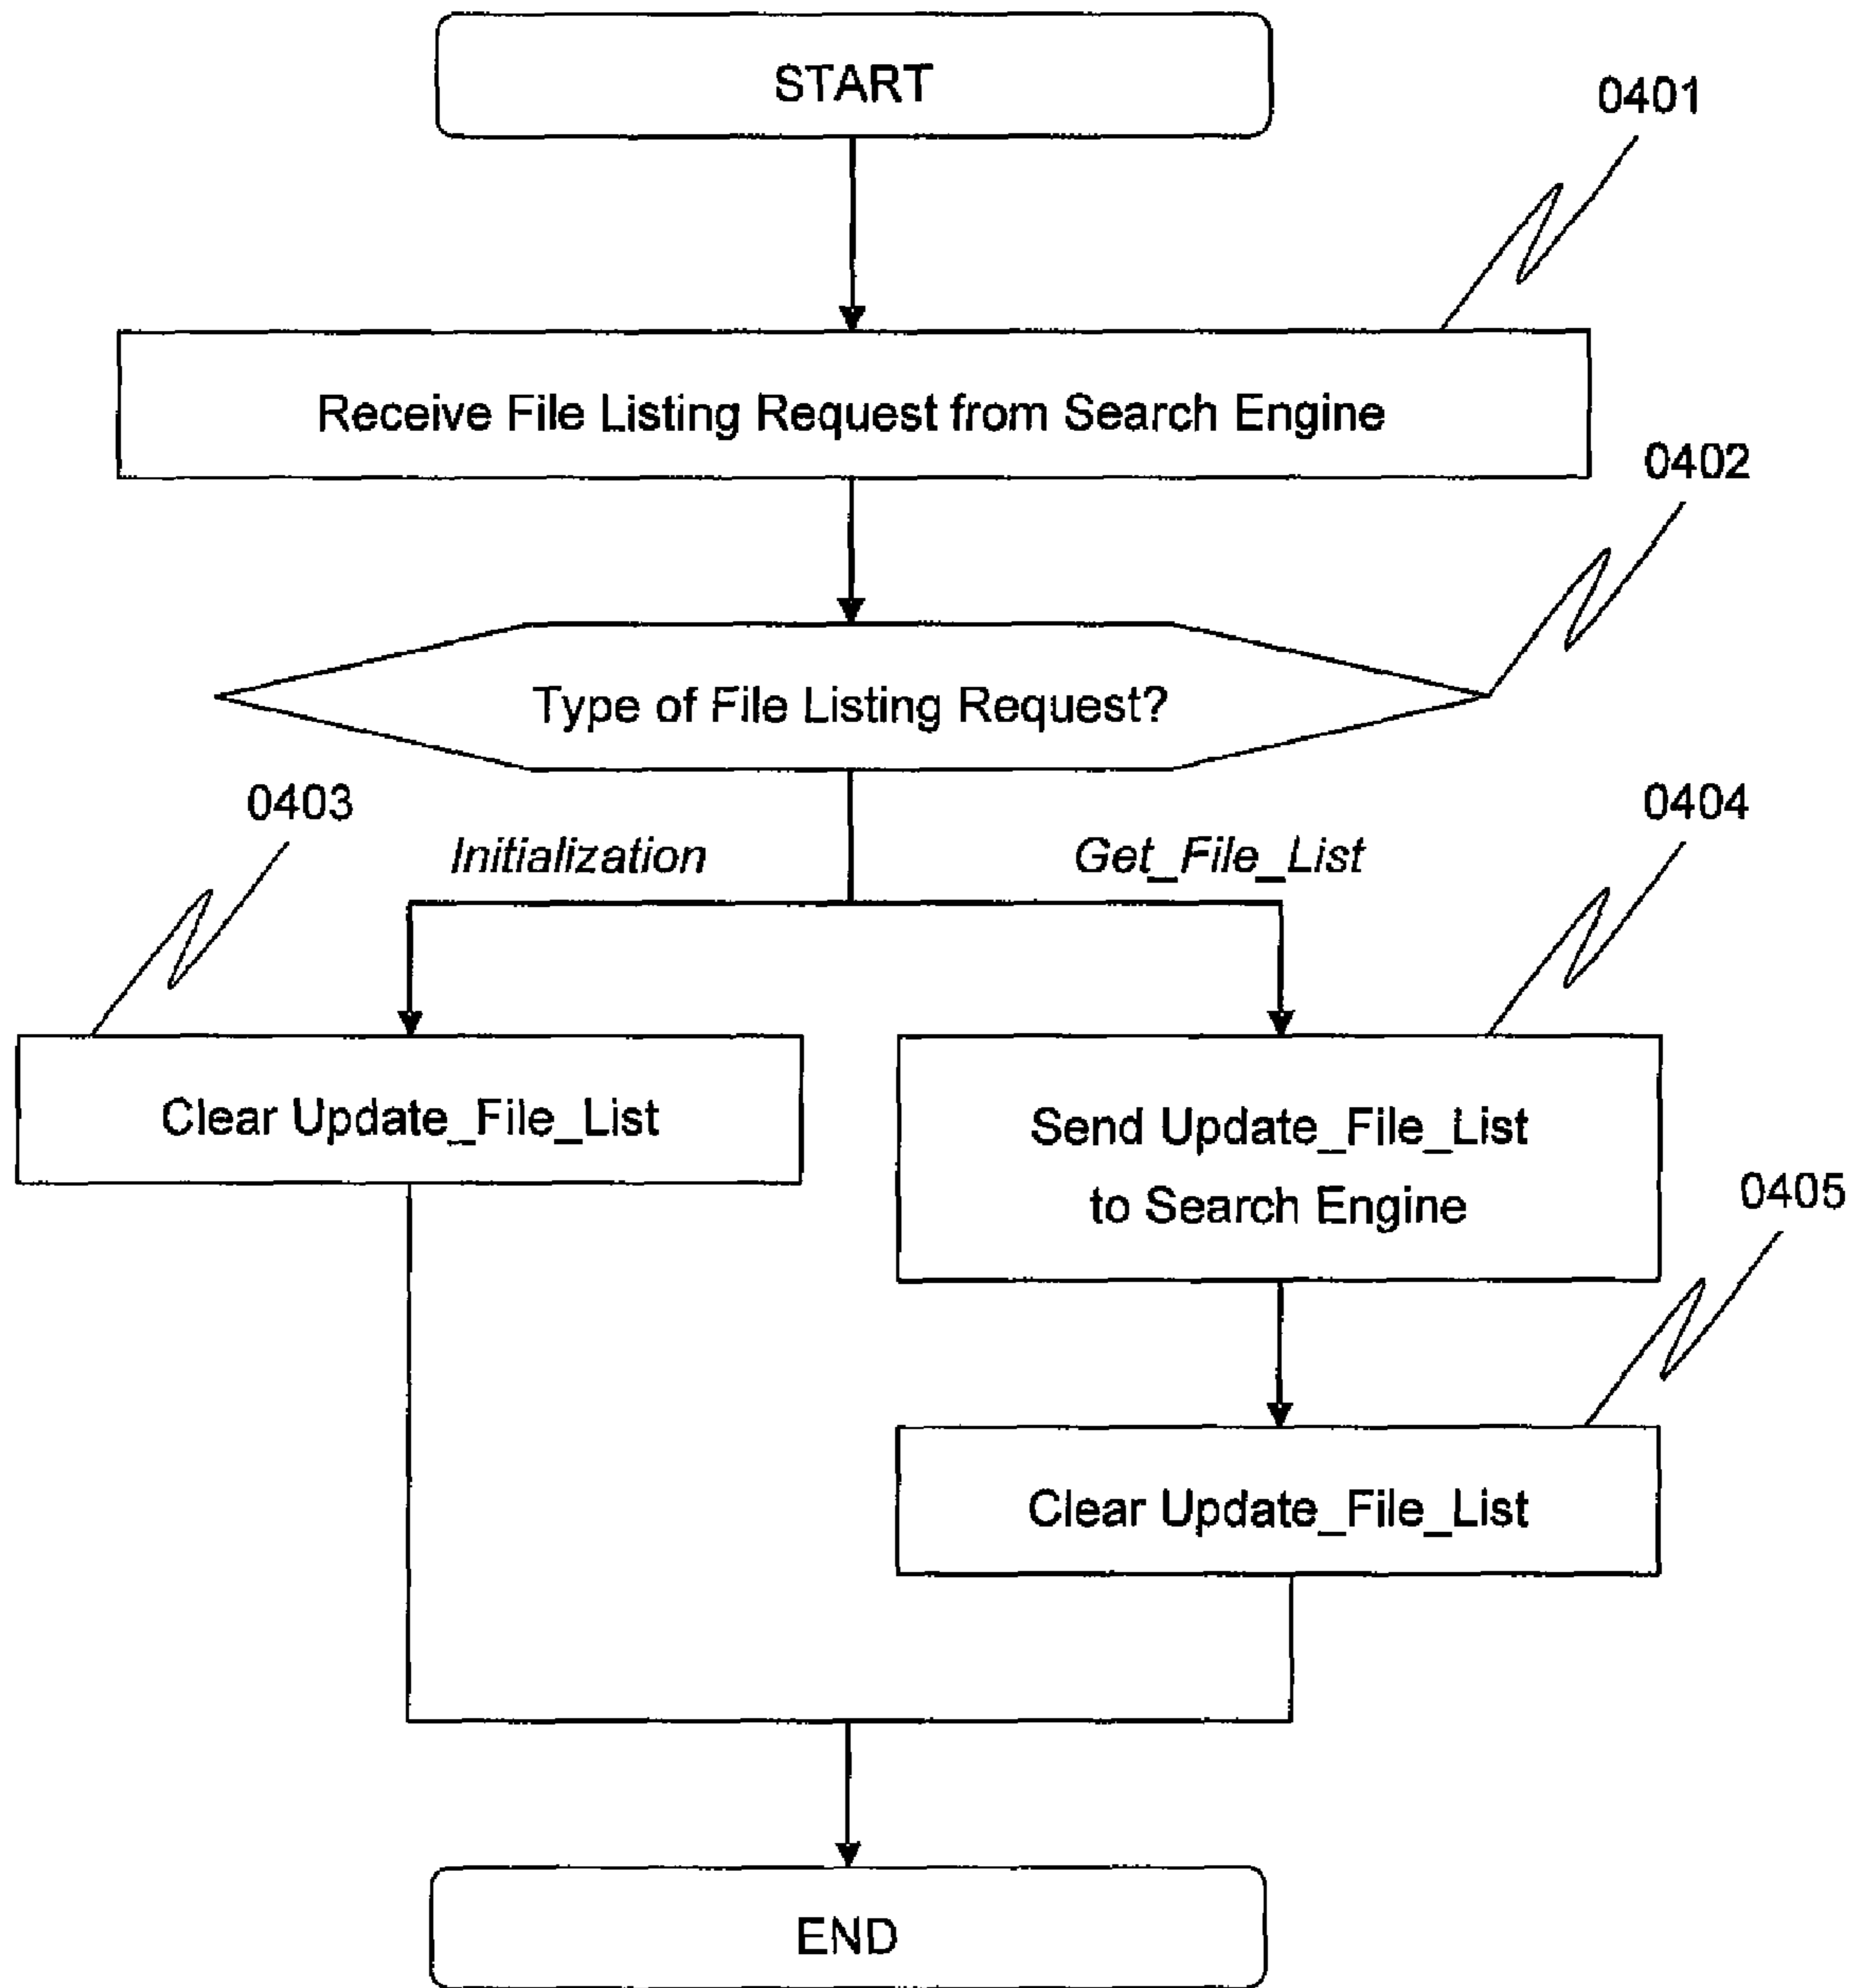 START
0401
Receive File Listing Request from Search Engine
0402
Type of File Listing Request?
0403
0404
Initialization
Get_File_List
Clear Update_File_List
Send Update_File_List
to Search Engine
0405
Clear Update_File_List
END